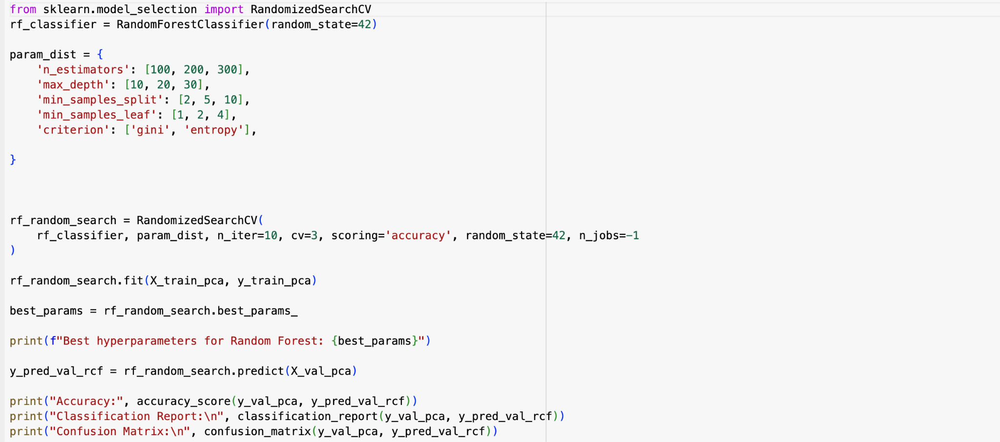 from sklearn.model_selection import RandomizedSearchCV
rf_classifier = RandomForestClassifier(random_state=42)
param_dist = {
    'n_estimators': [100, 200, 300],
    'max_depth': [10, 20, 30],
    'min_samples_split': [2, 5, 10],
    'min_samples_leaf': [1, 2, 4],
    'criterion': ['gini', 'entropy'],
}
rf_random_search = RandomizedSearchCV(
    rf_classifier, param_dist, n_iter=10, cv=3, scoring='accuracy', random_state=42, n_jobs=-1
)
rf_random_search.fit(X_train_pca, y_train_pca)
best_params = rf_random_search.best_params_
print(f"Best hyperparameters for Random Forest: {best_params}")
y_pred_val_rcf = rf_random_search.predict(X_val_pca)
print("Accuracy:", accuracy_score(y_val_pca, y_pred_val_rcf))
print("Classification Report:\n", classification_report(y_val_pca, y_pred_val_rcf))
print("Confusion Matrix:\n", confusion_matrix(y_val_pca, y_pred_val_rcf))